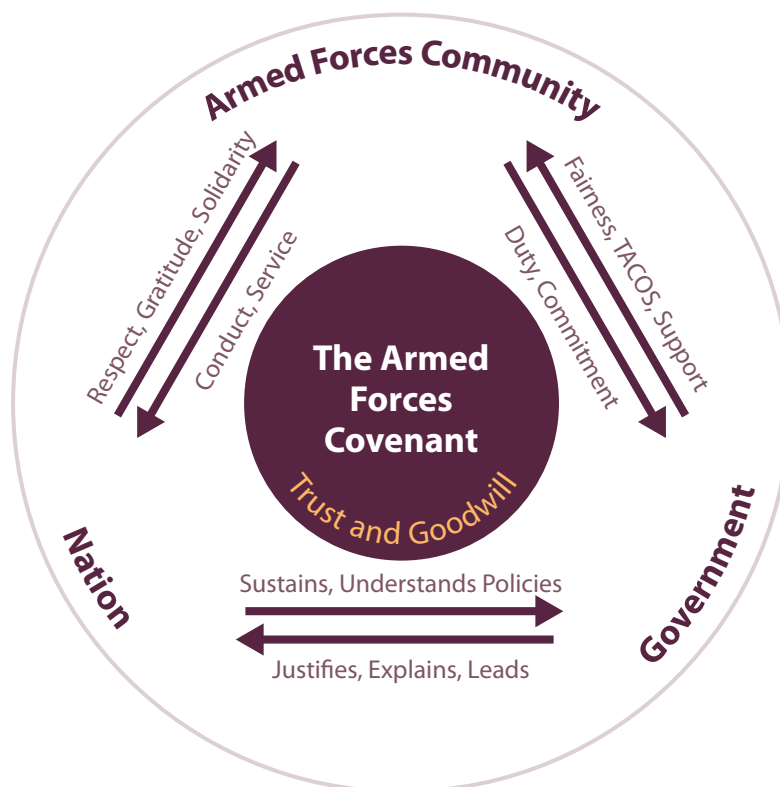 Armed Forces Community
Respect, Gratitude, Solidarity
Conduct, Service
Fairness, TACOS, Support
Duty, Commitment
The Armed
Forces
Covenant
Trust and Goodwill
Nation
Government
Sustains, Understands Policies
Justifies, Explains, Leads